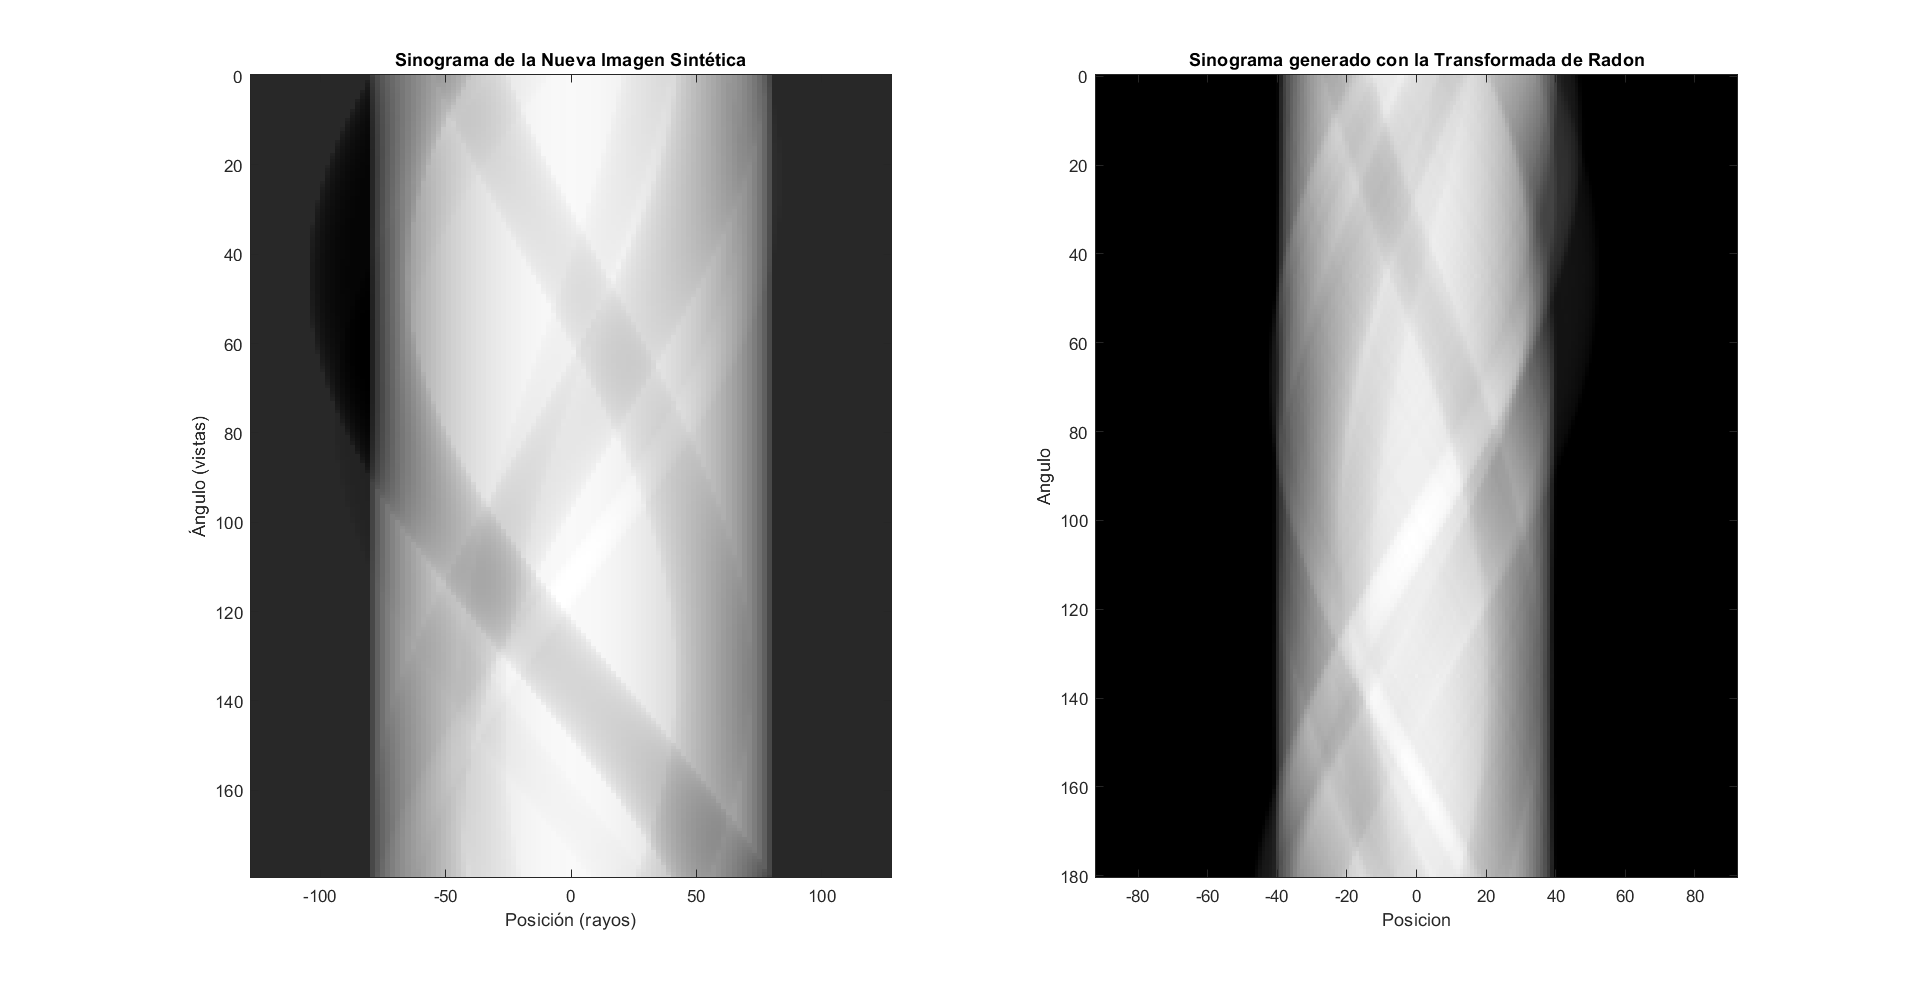 Sinograma de la Nueva Imagen Sintética
0
20
40
60
80
100
120
140
160
Ángulo (vistas)
-100 -50 0 50 100
Posición (rayos)
Sinograma generado con la Transformada de Radon
0
20
40
60
80
100
120
140
160
180
Angulo
-80 -60 -40 -20 0 20 40 60 80
Posicion